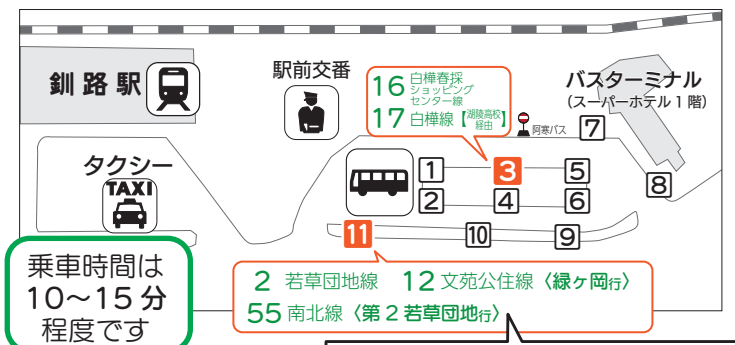 釧路駅
駅前交番
16 白樺春採
ショッピング
センター線
17 白樺線【湖陵高校
経由】
阿寒バス
バスターミナル
(スーパーホテル1階)
タクシー
TAXI
1
2
3
4
5
6
7
8
9
10
11
2 若草団地線 12 文苑公住線〈緑ヶ岡行〉
55 南北線〈第2若草団地行〉
乗車時間は
10〜15分
程度です